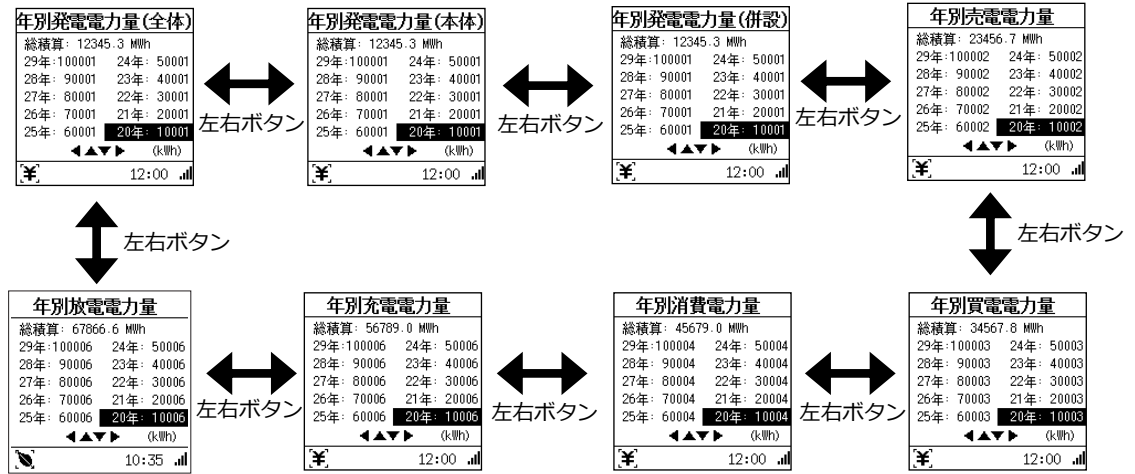 年別発電電力量(全体)
総積算: 12345.3 MWh
29年:100001 24年: 50001
28年: 90001 23年: 40001
27年: 80001 22年: 30001
26年: 70001 21年: 20001
25年: 60001 20年: 10001
◀▲▼▶ (kWh)
¥ 12:00
左右ボタン
年別発電電力量(本体)
総積算: 12345.3 MWh
29年:100001 24年: 50001
28年: 90001 23年: 40001
27年: 80001 22年: 30001
26年: 70001 21年: 20001
25年: 60001 20年: 10001
◀▲▼▶ (kWh)
¥ 12:00
左右ボタン
年別発電電力量(併設)
総積算: 12345.3 MWh
29年:100001 24年: 50001
28年: 90001 23年: 40001
27年: 80001 22年: 30001
26年: 70001 21年: 20001
25年: 60001 20年: 10001
◀▲▼▶ (kWh)
¥ 12:00
左右ボタン
年別売電電力量
総積算: 23456.7 MWh
29年:100002 24年: 50002
28年: 90002 23年: 40002
27年: 80002 22年: 30002
26年: 70002 21年: 20002
25年: 60002 20年: 10002
◀▲▼▶ (kWh)
¥ 12:00
左右ボタン
左右ボタン
年別放電電力量
総積算: 67866.6 MWh
29年:100006 24年: 50006
28年: 90006 23年: 40006
27年: 80006 22年: 30006
26年: 70006 21年: 20006
25年: 60006 20年: 10006
◀▲▼▶ (kWh)
10:35
左右ボタン
年別充電電力量
総積算: 56789.0 MWh
29年:100006 24年: 50006
28年: 90006 23年: 40006
27年: 80006 22年: 30006
26年: 70006 21年: 20006
25年: 60006 20年: 10006
◀▲▼▶ (kWh)
¥ 12:00
左右ボタン
年別消費電力量
総積算: 45679.0 MWh
29年:100004 24年: 50004
28年: 90004 23年: 40004
27年: 80004 22年: 30004
26年: 70004 21年: 20004
25年: 60004 20年: 10004
◀▲▼▶ (kWh)
¥ 12:00
左右ボタン
年別買電電力量
総積算: 34567.8 MWh
29年:100003 24年: 50003
28年: 90003 23年: 40003
27年: 80003 22年: 30003
26年: 70003 21年: 20003
25年: 60003 20年: 10003
◀▲▼▶ (kWh)
¥ 12:00